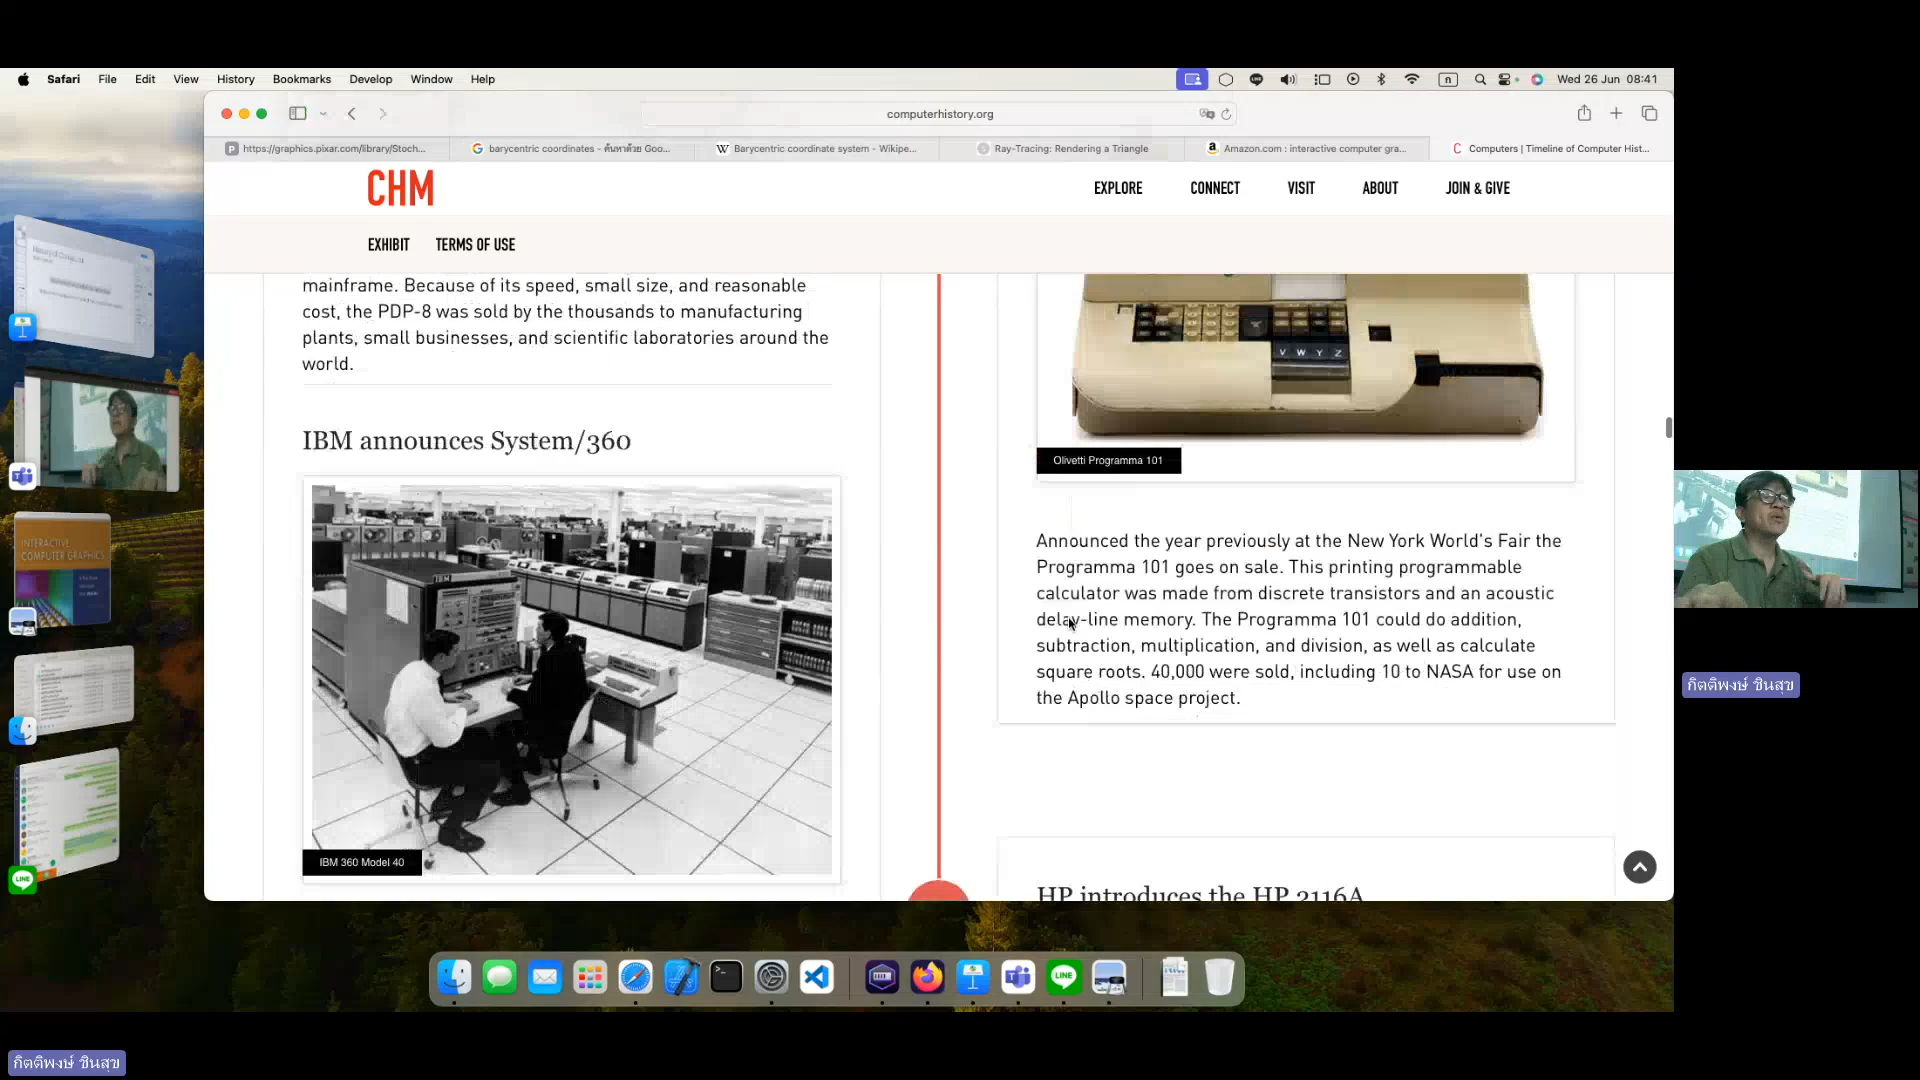 Safari File Edit View History Bookmarks Develop Window Help
Wed 26 Jun 08:41
computerhistory.org
https://graphics.pixar.com/library/Stoch...
barycentric coordinates - ค้นหาด้วย Goo...
Barycentric coordinate system - Wikipe...
Ray-Tracing: Rendering a Triangle
Amazon.com : interactive computer gra...
Computers | Timeline of Computer Hist...
CHM
EXPLORE CONNECT VISIT ABOUT JOIN & GIVE
EXHIBIT TERMS OF USE
mainframe. Because of its speed, small size, and reasonable
cost, the PDP-8 was sold by the thousands to manufacturing
plants, small businesses, and scientific laboratories around the
world.
IBM announces System/360
IBM
IBM 360 Model 40
V W Y Z
Olivetti Programma 101
Announced the year previously at the New York World's Fair the
Programma 101 goes on sale. This printing programmable
calculator was made from discrete transistors and an acoustic
delay-line memory. The Programma 101 could do addition,
subtraction, multiplication, and division, as well as calculate
square roots. 40,000 were sold, including 10 to NASA for use on
the Apollo space project.
HP introduces the HP 2116A
INTERACTIVE
COMPUTER GRAPHICS
LINE
LINE
กิตติพงษ์ ชินสุข
กิตติพงษ์ ชินสุข